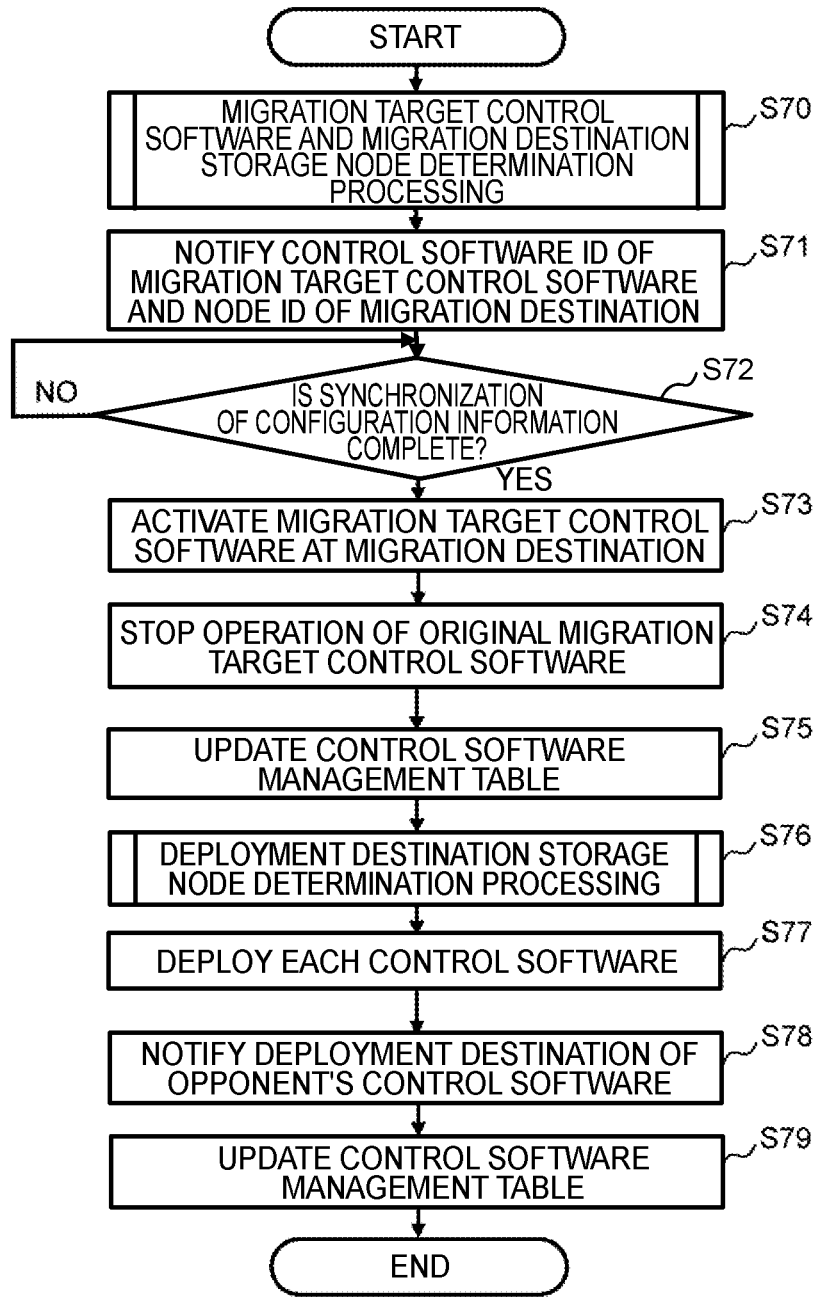 START
MIGRATION TARGET CONTROL
SOFTWARE AND MIGRATION DESTINATION
STORAGE NODE DETERMINATION
PROCESSING
S70
NOTIFY CONTROL SOFTWARE ID OF
MIGRATION TARGET CONTROL SOFTWARE
AND NODE ID OF MIGRATION DESTINATION
S71
IS SYNCHRONIZATION
OF CONFIGURATION INFORMATION
COMPLETE?
S72
NO
YES
ACTIVATE MIGRATION TARGET CONTROL
SOFTWARE AT MIGRATION DESTINATION
S73
STOP OPERATION OF ORIGINAL MIGRATION
TARGET CONTROL SOFTWARE
S74
UPDATE CONTROL SOFTWARE
MANAGEMENT TABLE
S75
DEPLOYMENT DESTINATION STORAGE
NODE DETERMINATION PROCESSING
S76
DEPLOY EACH CONTROL SOFTWARE
S77
NOTIFY DEPLOYMENT DESTINATION OF
OPPONENT'S CONTROL SOFTWARE
S78
UPDATE CONTROL SOFTWARE
MANAGEMENT TABLE
S79
END